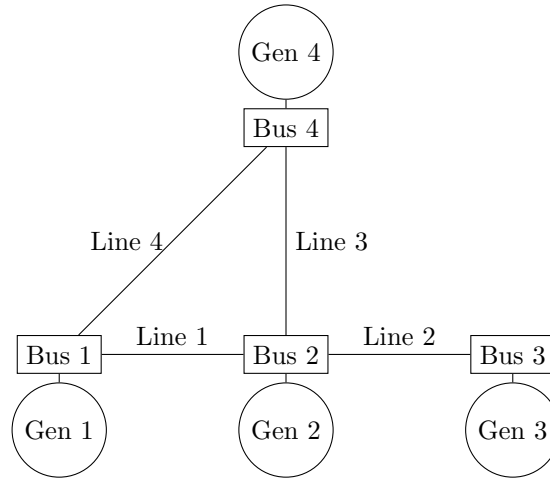 Gen 4
Bus 4
Line 4
Line 3
Line 1
Line 2
Bus 1
Bus 2
Bus 3
Gen 1
Gen 2
Gen 3